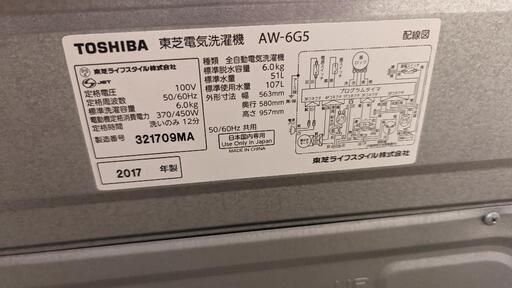 TOSHIBA 東芝電気洗濯機 AW-6G5 配線図
東芝ライフスタイル株式会社
JET
定格電圧 100V
定格周波数 50/60Hz
標準洗濯容量 6.0kg
電動機定格消費電力 370/450W
洗いのみ 12分
製造番号 321709MA
種類 全自動電気洗濯機
標準脱水容量 6.0kg
標準水量 51L
標準使用水量 107L
外形寸法 幅 563mm
奥行 580mm
高さ 957mm
50/60Hz 共用
日本国内専用
Use Only In Japan
MADE IN CHINA
プログラムタイマ
東芝ライフスタイル株式会社
2017 年製